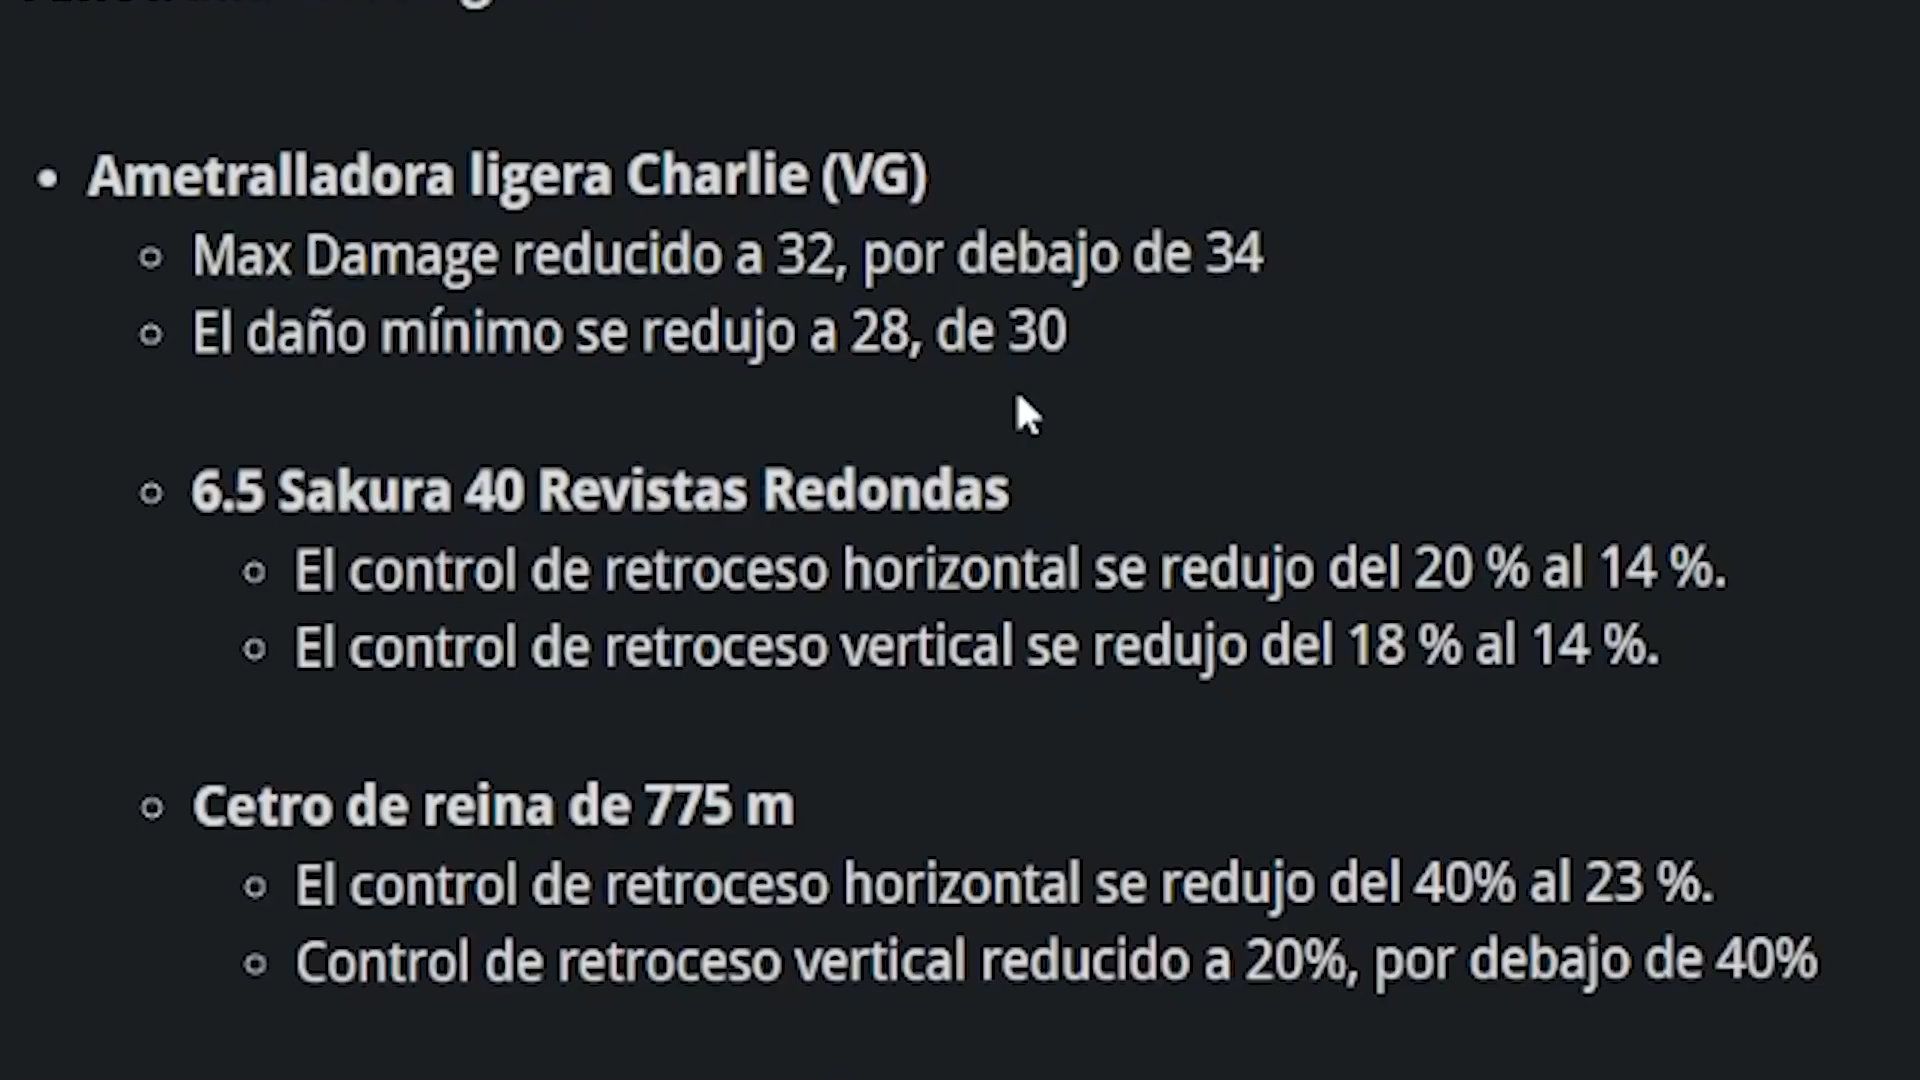 Ametralladora ligera Charlie (VG)
Max Damage reducido a 32, por debajo de 34
El daño mínimo se redujo a 28, de 30
6.5 Sakura 40 Revistas Redondas
El control de retroceso horizontal se redujo del 20 % al 14 %.
El control de retroceso vertical se redujo del 18 % al 14 %.
Cetro de reina de 775 m
El control de retroceso horizontal se redujo del 40% al 23 %.
Control de retroceso vertical reducido a 20%, por debajo de 40%